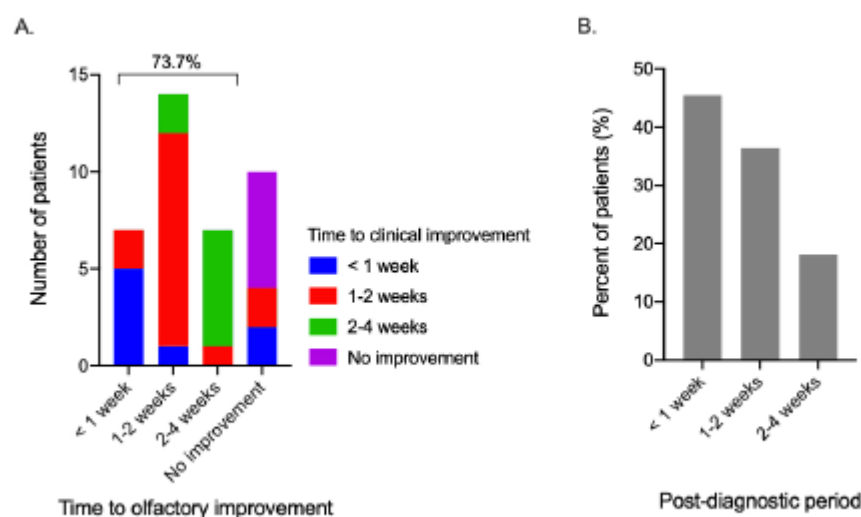 A.
73.7%
15
10
5
0
Number of patients
< 1 week
1-2 weeks
2-4 weeks
No improvement
Time to olfactory improvement
Time to clinical improvement
< 1 week
1-2 weeks
2-4 weeks
No improvement
B.
50
40
30
20
10
0
Percent of patients (%)
< 1 week
1-2 weeks
2-4 weeks
Post-diagnostic period